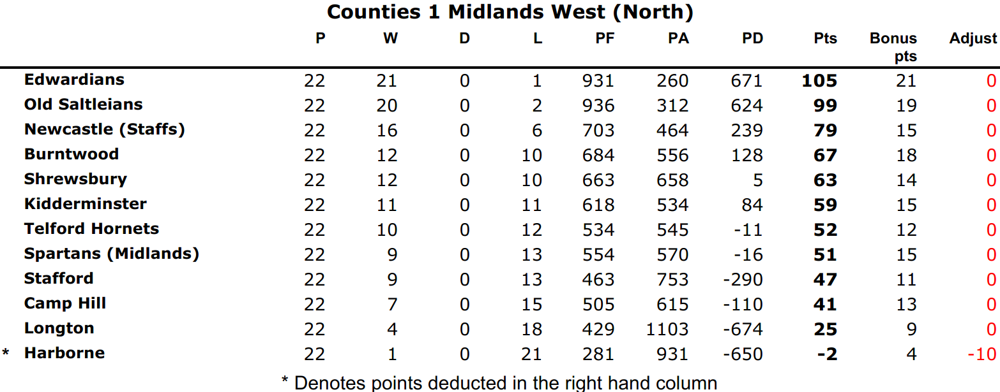 Counties 1 Midlands West (North)
P W D L PF PA PD Pts Bonus pts Adjust
Edwardians 22 21 0 1 931 260 671 105 21 0
Old Saltleians 22 20 0 2 936 312 624 99 19 0
Newcastle (Staffs) 22 16 0 6 703 464 239 79 15 0
Burntwood 22 12 0 10 684 556 128 67 18 0
Shrewsbury 22 12 0 10 663 658 5 63 14 0
Kidderminster 22 11 0 11 618 534 84 59 15 0
Telford Hornets 22 10 0 12 534 545 -11 52 12 0
Spartans (Midlands) 22 9 0 13 554 570 -16 51 15 0
Stafford 22 9 0 13 463 753 -290 47 11 0
Camp Hill 22 7 0 15 505 615 -110 41 13 0
Longton 22 4 0 18 429 1103 -674 25 9 0
* Harborne 22 1 0 21 281 931 -650 -2 4 -10
* Denotes points deducted in the right hand column